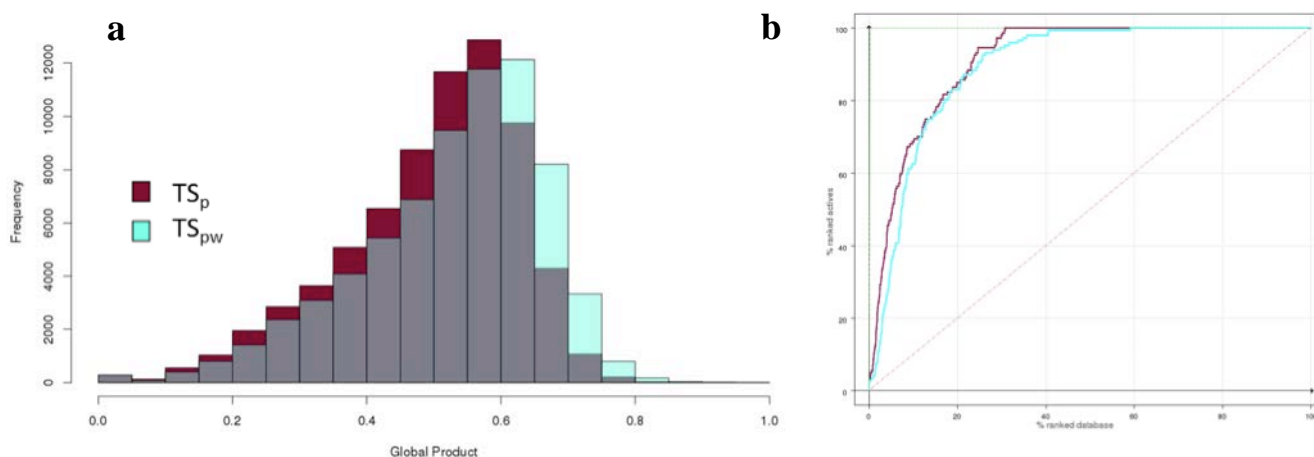 a
b
Frequency
12000
10000
8000
6000
4000
2000
0
TSp
TSpw
0.0 0.2 0.4 0.6 0.8 1.0
Global Product
% ranked actives
100
80
60
40
20
0
0 20 40 60 80 100
% ranked database